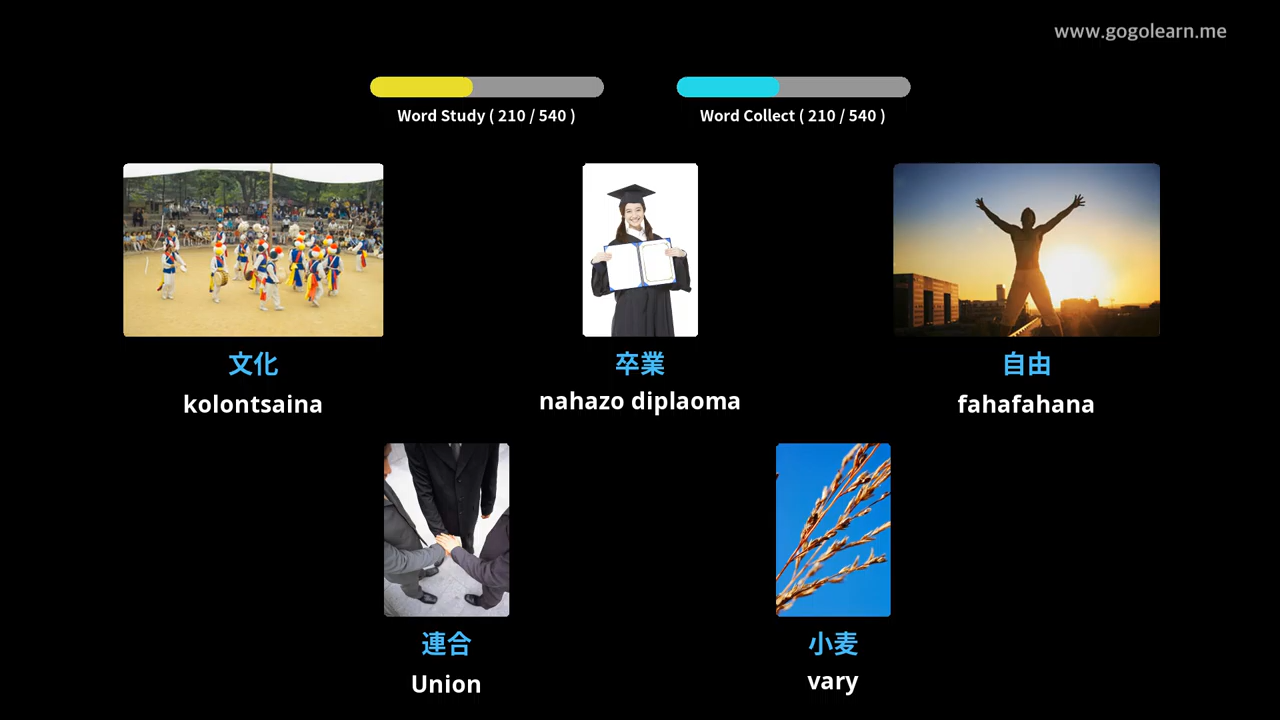 www.gogolearn.me
Word Study ( 210 / 540 )
Word Collect ( 210 / 540 )
文化
kolontsaina
卒業
nahazo diplaoma
自由
fahafahana
連合
Union
小麦
vary